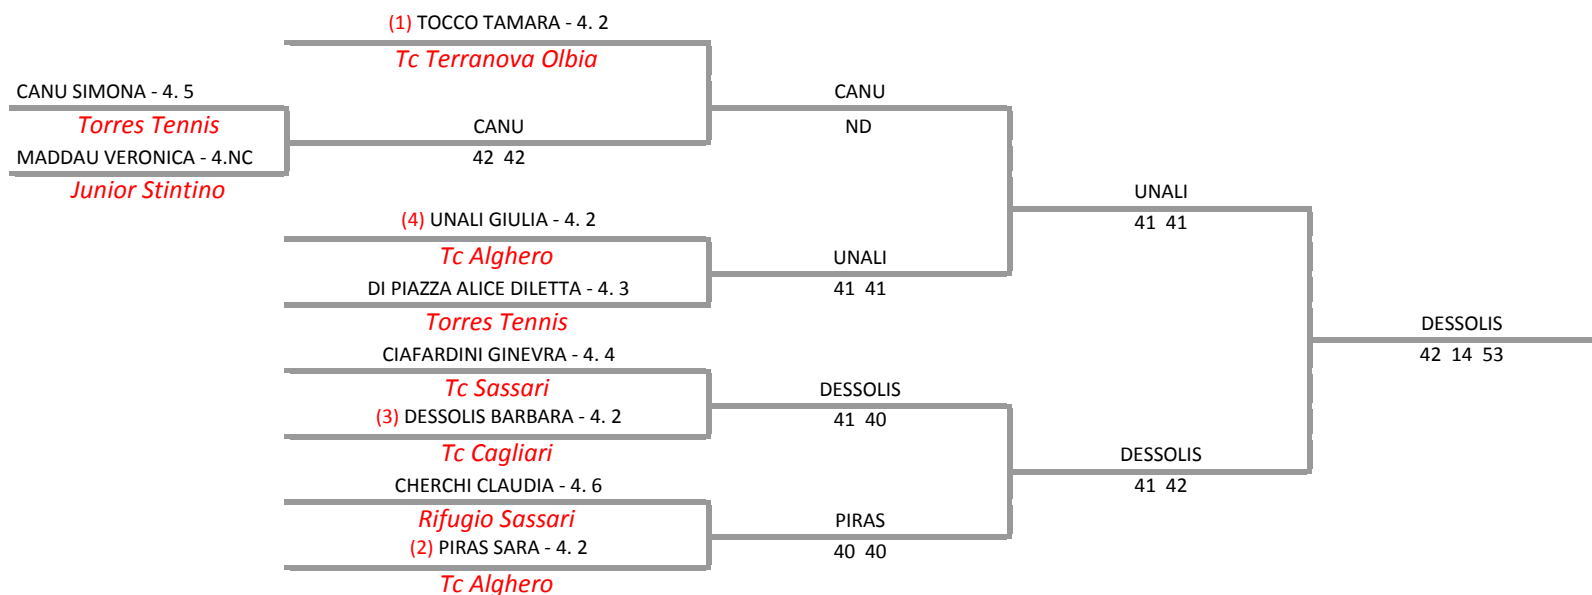 (1) TOCCO TAMARA - 4. 2
Tc Terranova Olbia
CANU SIMONA - 4. 5
Torres Tennis
MADDAU VERONICA - 4.NC
Junior Stintino
CANU
42 42
CANU
ND
(4) UNALI GIULIA - 4. 2
Tc Alghero
DI PIAZZA ALICE DILETTA - 4. 3
Torres Tennis
UNALI
41 41
UNALI
41 41
CIAFARDINI GINEVRA - 4. 4
Tc Sassari
(3) DESSOLIS BARBARA - 4. 2
Tc Cagliari
DESSOLIS
41 40
CHERCHI CLAUDIA - 4. 6
Rifugio Sassari
(2) PIRAS SARA - 4. 2
Tc Alghero
PIRAS
40 40
DESSOLIS
41 42
DESSOLIS
42 14 53